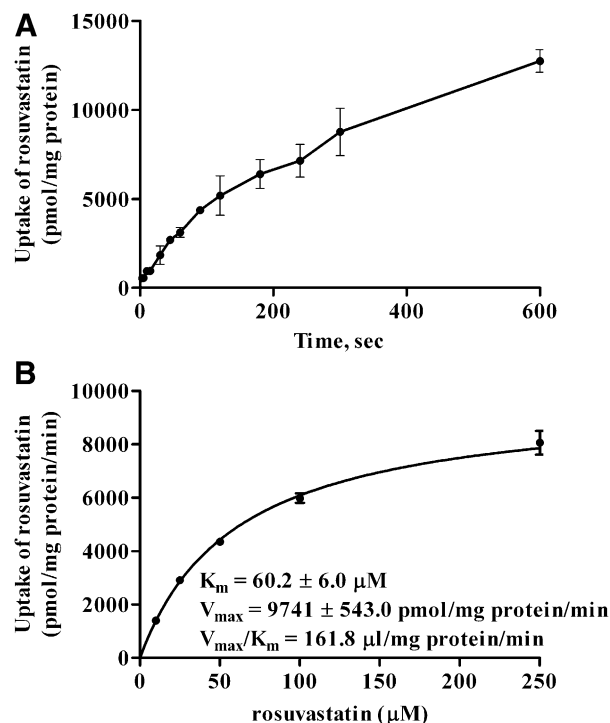 A
Uptake of rosuvastatin
(pmol/mg protein)
15000
10000
5000
0
0
200
400
600
Time, sec
B
Uptake of rosuvastatin
(pmol/mg protein/min)
10000
8000
6000
4000
2000
0
Km = 60.2 ± 6.0 μM
Vmax = 9741 ± 543.0 pmol/mg protein/min
Vmax/Km = 161.8 μl/mg protein/min
0
50
100
150
200
250
rosuvastatin (μM)